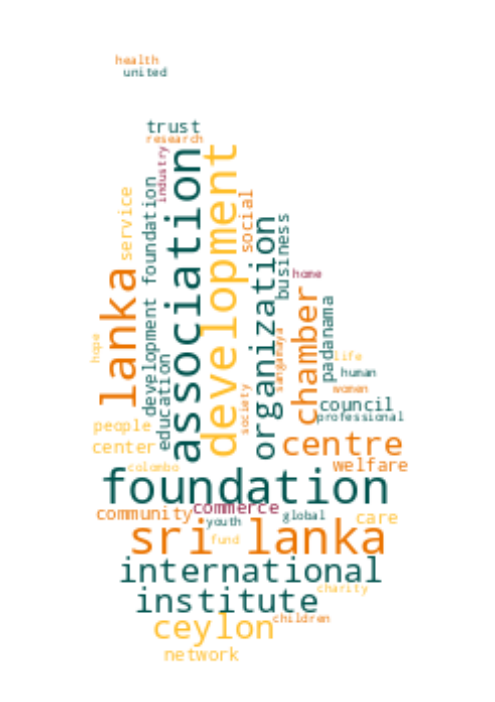 health
united
trust
research
industry
association
development
service
development foundation
social
lanka
organization
business
home
chamber
padanama
sangamaya
hope
education
society
life
human
women
council
professional
people
center
centre
colombo
welfare
foundation
commerce
community
youth
global
care
sri lanka
fund
international
charity
institute
children
ceylon
network